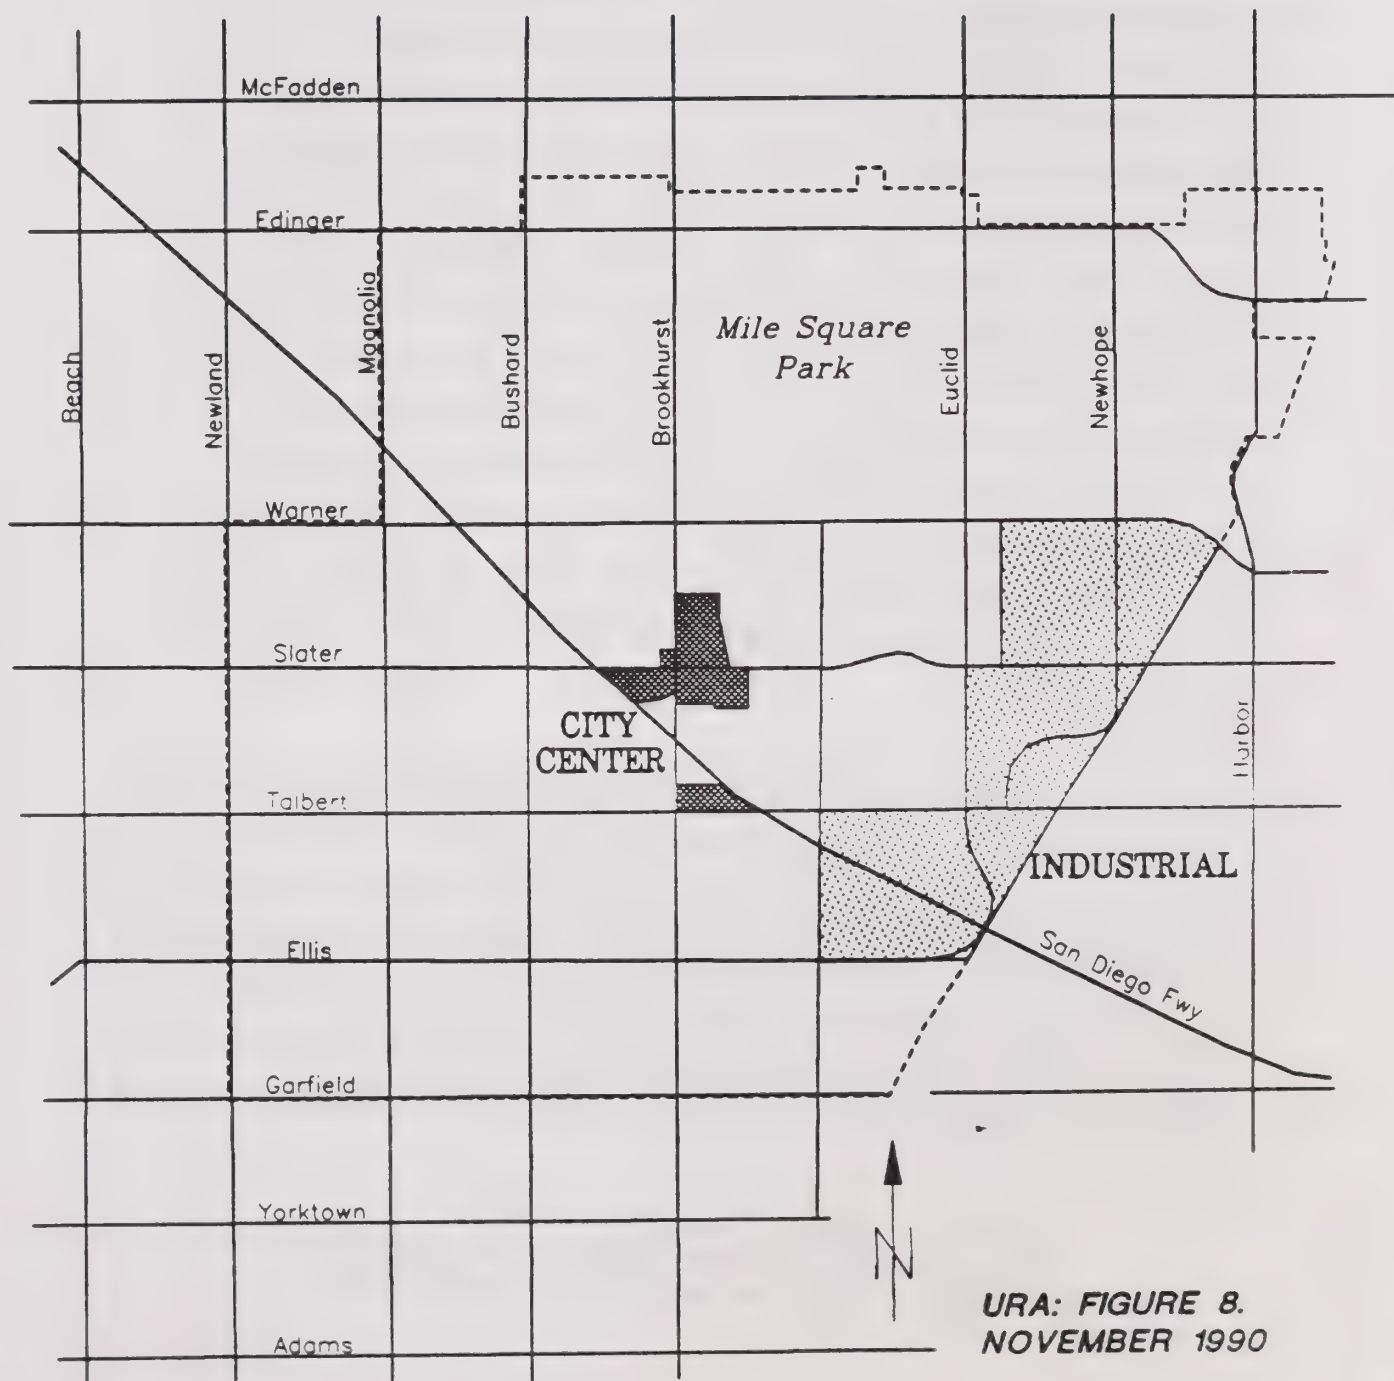 McFadden
Edinger
Magnolia
Mile Square
Park
Beach
Newland
Bushard
Brookhurst
Euclid
Newhope
Warner
Slater
CITY
CENTER
Harbor
Talbert
INDUSTRIAL
Ellis
San Diego Fwy
Garfield
Yorktown
N
URA: FIGURE 8.
NOVEMBER 1990
Adams